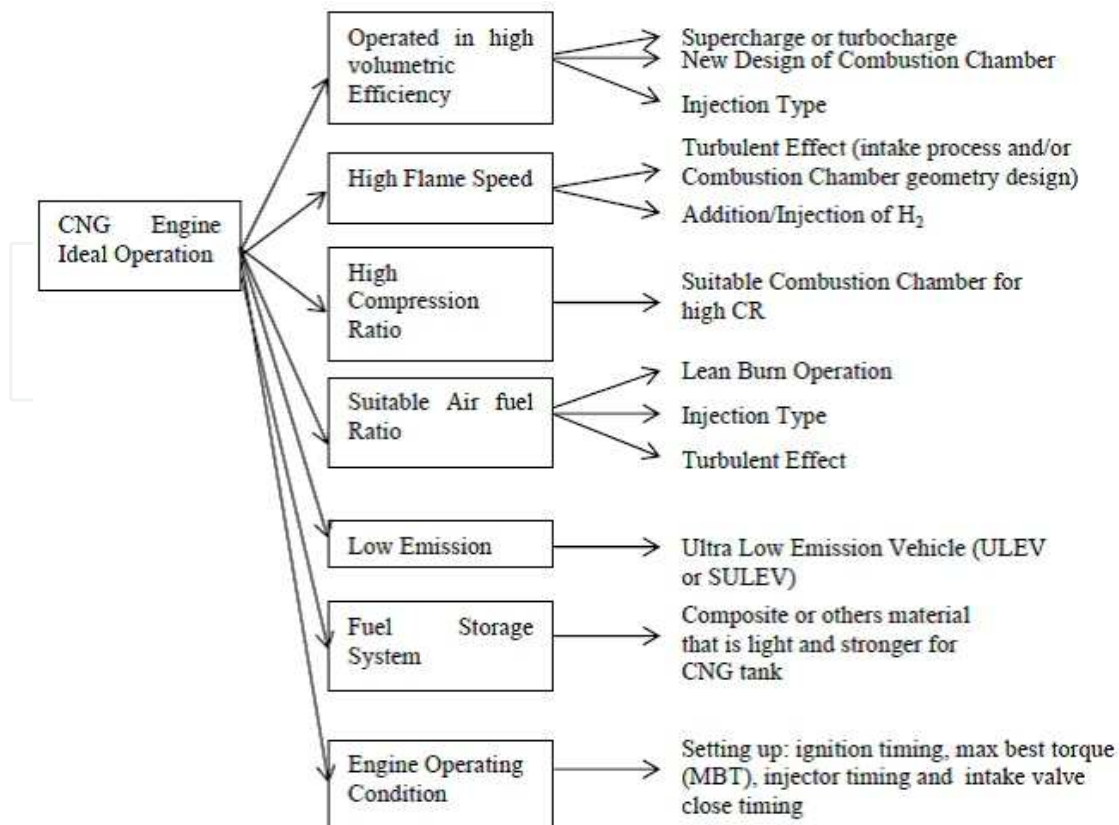 Operated in high
volumetric
Efficiency
Supercharge or turbocharge
New Design of Combustion Chamber
Injection Type
High Flame Speed
Turbulent Effect (intake process and/or
Combustion Chamber geometry design)
Addition/Injection of H₂
CNG Engine
Ideal Operation
High
Compression
Ratio
Suitable Combustion Chamber for
high CR
Suitable Air fuel
Ratio
Lean Burn Operation
Injection Type
Turbulent Effect
Low Emission
Ultra Low Emission Vehicle (ULEV
or SULEV)
Fuel Storage
System
Composite or others material
that is light and stronger for
CNG tank
Engine Operating
Condition
Setting up: ignition timing, max best torque
(MBT), injector timing and intake valve
close timing